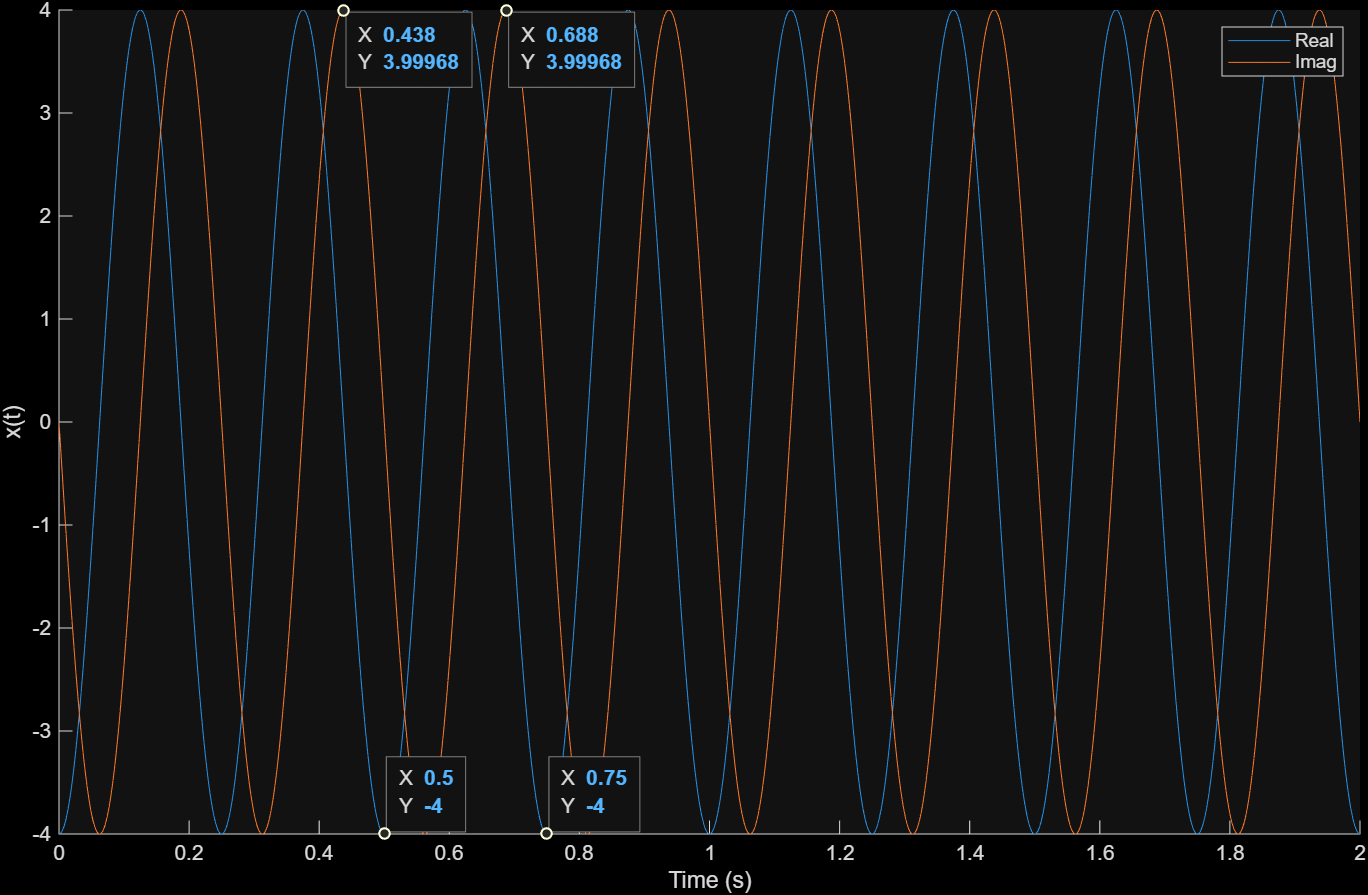 4
3
2
1
0
-1
-2
-3
-4
x(t)
X 0.438
Y 3.99968
X 0.688
Y 3.99968
Real
Imag
X 0.5
Y -4
X 0.75
Y -4
0 0.2 0.4 0.6 0.8 1 1.2 1.4 1.6 1.8 2
Time (s)